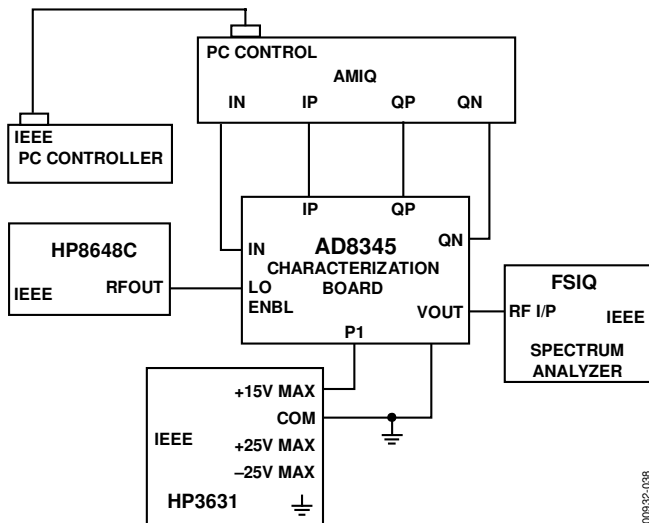 PC CONTROL
AMIQ
IN IP QP QN
IEEE
PC CONTROLLER
IP QP
IN AD8345 QN
CHARACTERIZATION
BOARD
LO
ENBL
VOUT
P1
HP8648C
IEEE RFOUT
FSIQ
RF I/P IEEE
SPECTRUM
ANALYZER
+15V MAX
COM
IEEE
+25V MAX
–25V MAX
HP3631
00932-038